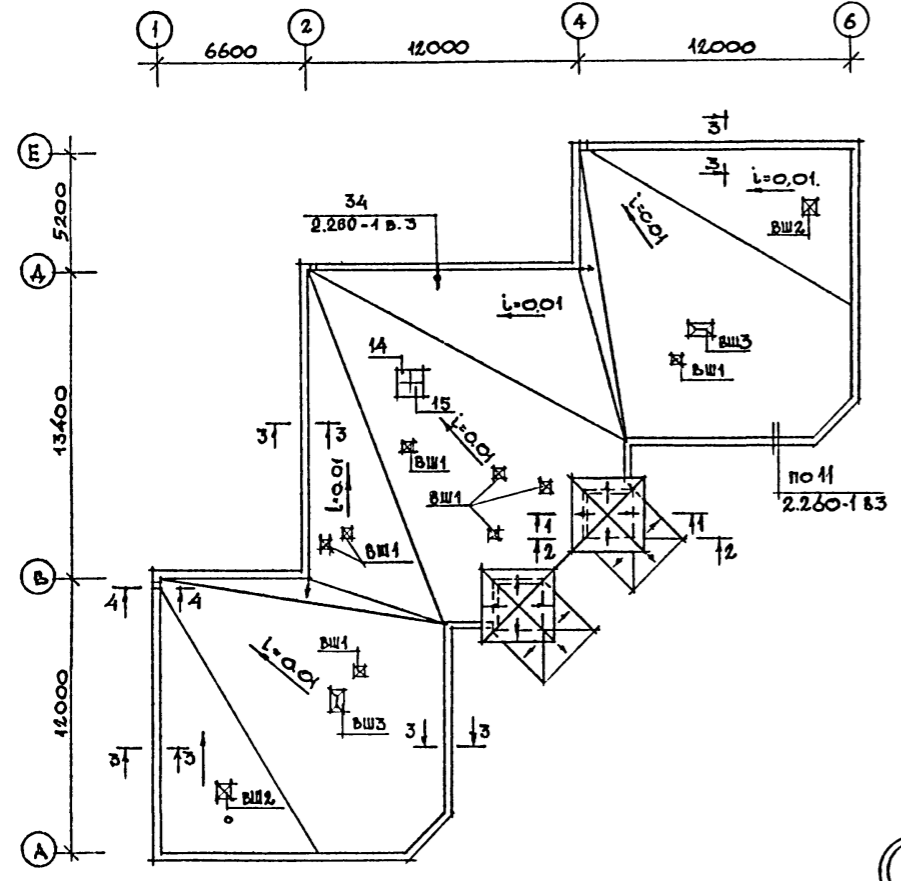 1 2 4 6
6600 12000 12000
Е
5200
Д
13400
В
12000
А
3
3
i=0,01.
ВШ2
i=0.01
34
2.260-1 В.3
i=0,01
ВШ3
ВШ1
14
15
i=0.01
3 3
ВШ1
ВШ1
i=0.01
ВШ1
ПО 11
2.260-1 В3
1 1
2 2
4 4
ВШ1
i=0.01
ВШ3
3 3
3 3
ВШ2